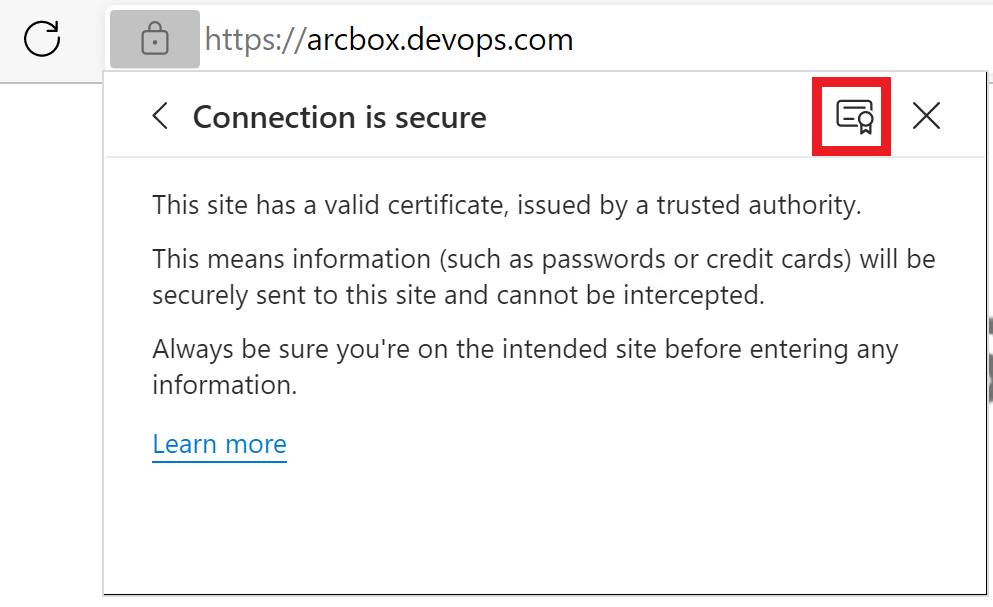 https://arcbox.devops.com
Connection is secure
This site has a valid certificate, issued by a trusted authority.
This means information (such as passwords or credit cards) will be
securely sent to this site and cannot be intercepted.
Always be sure you're on the intended site before entering any
information.
Learn more